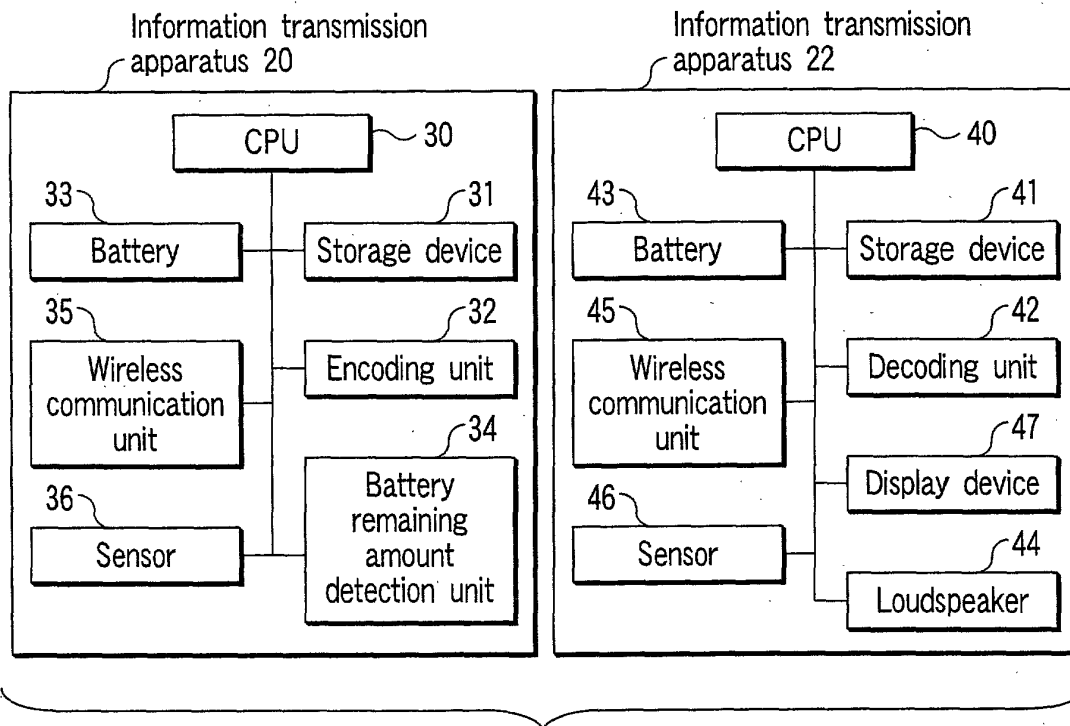 Information transmission
apparatus 20
CPU
30
33
31
Battery
Storage device
35
32
Wireless
communication
unit
Encoding unit
34
36
Battery
remaining
amount
detection unit
Sensor
Information transmission
apparatus 22
CPU
40
43
41
Battery
Storage device
45
42
Wireless
communication
unit
Decoding unit
47
Display device
46
Sensor
44
Loudspeaker